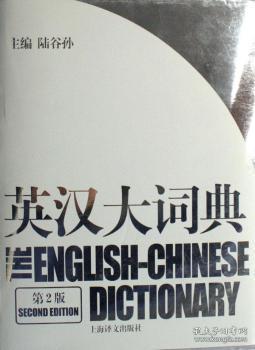 主编 陆谷孙
英汉大词典
THE ENGLISH-CHINESE
DICTIONARY
第2版
SECOND EDITION
上海译文出版社